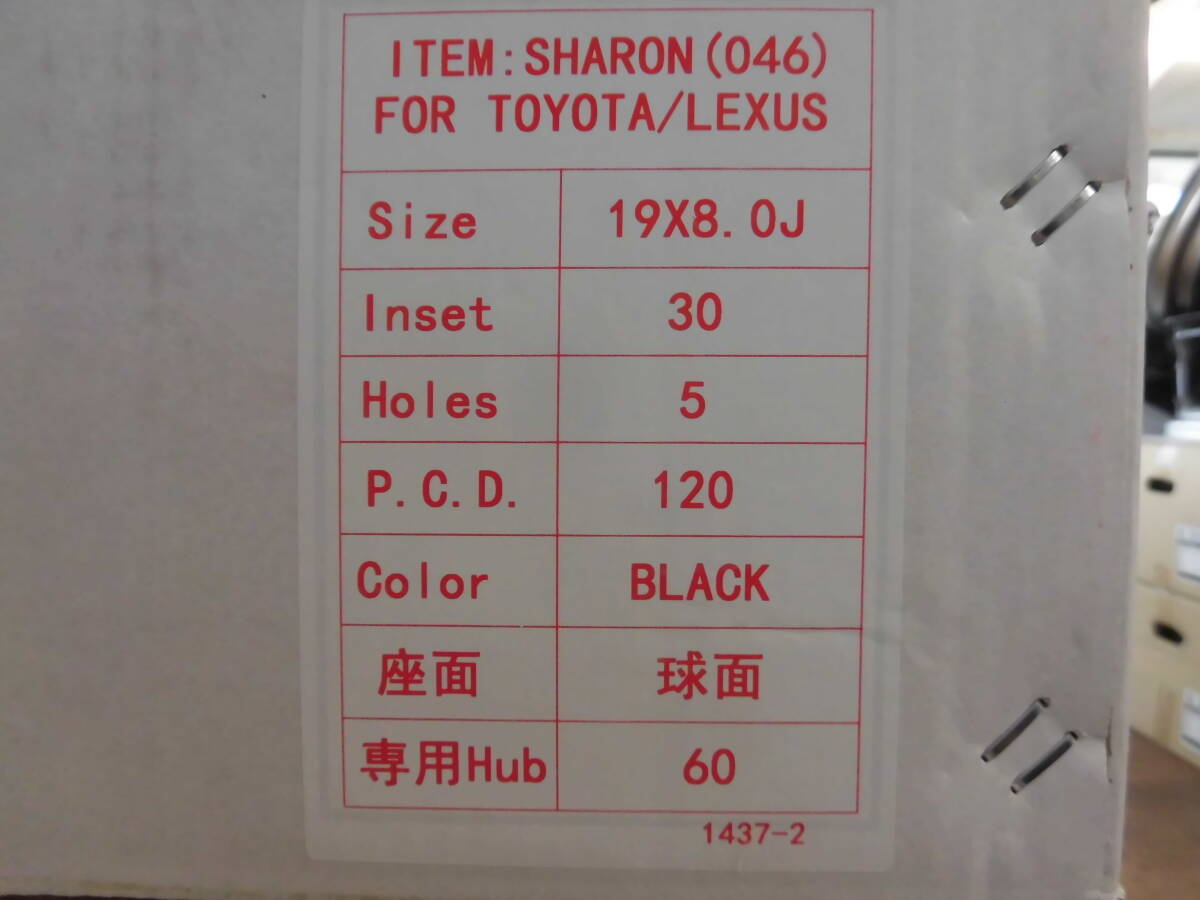 ITEM:SHARON(046)
FOR TOYOTA/LEXUS
Size 19X8.0J
Inset 30
Holes 5
P.C.D. 120
Color BLACK
座面 球面
専用Hub 60
1437-2